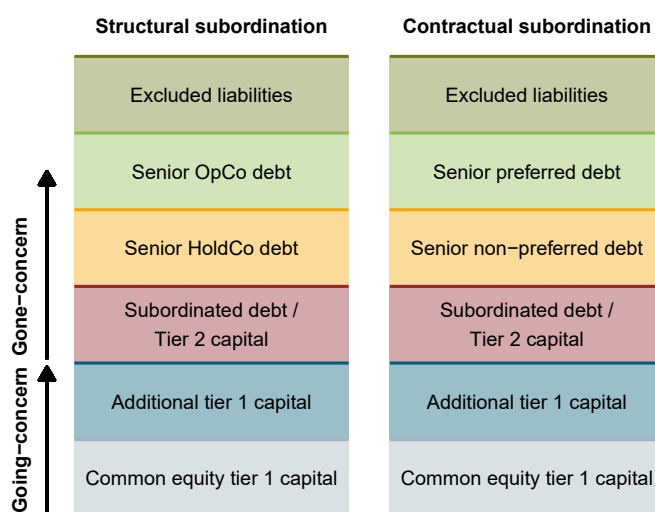 Structural subordination
Contractual subordination
Excluded liabilities
Excluded liabilities
Senior OpCo debt
Senior preferred debt
Senior HoldCo debt
Senior non−preferred debt
Subordinated debt /
Tier 2 capital
Subordinated debt /
Tier 2 capital
Additional tier 1 capital
Additional tier 1 capital
Common equity tier 1 capital
Common equity tier 1 capital
Gone−concern
Going−concern